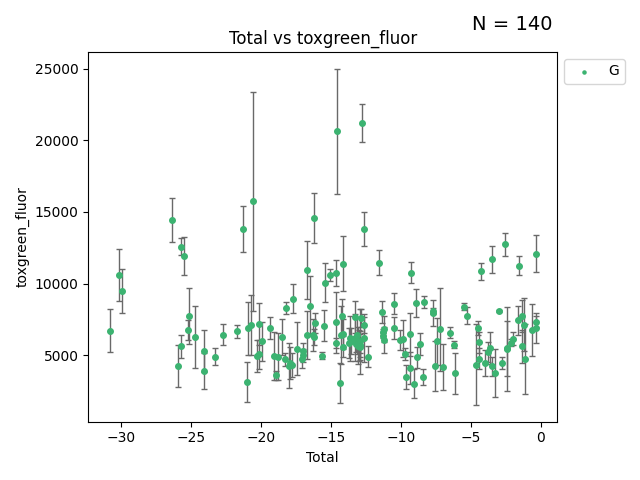 N = 140
Total vs toxgreen_fluor
G
25000
20000
15000
10000
5000
toxgreen_fluor
−30 −25 −20 −15 −10 −5 0
Total